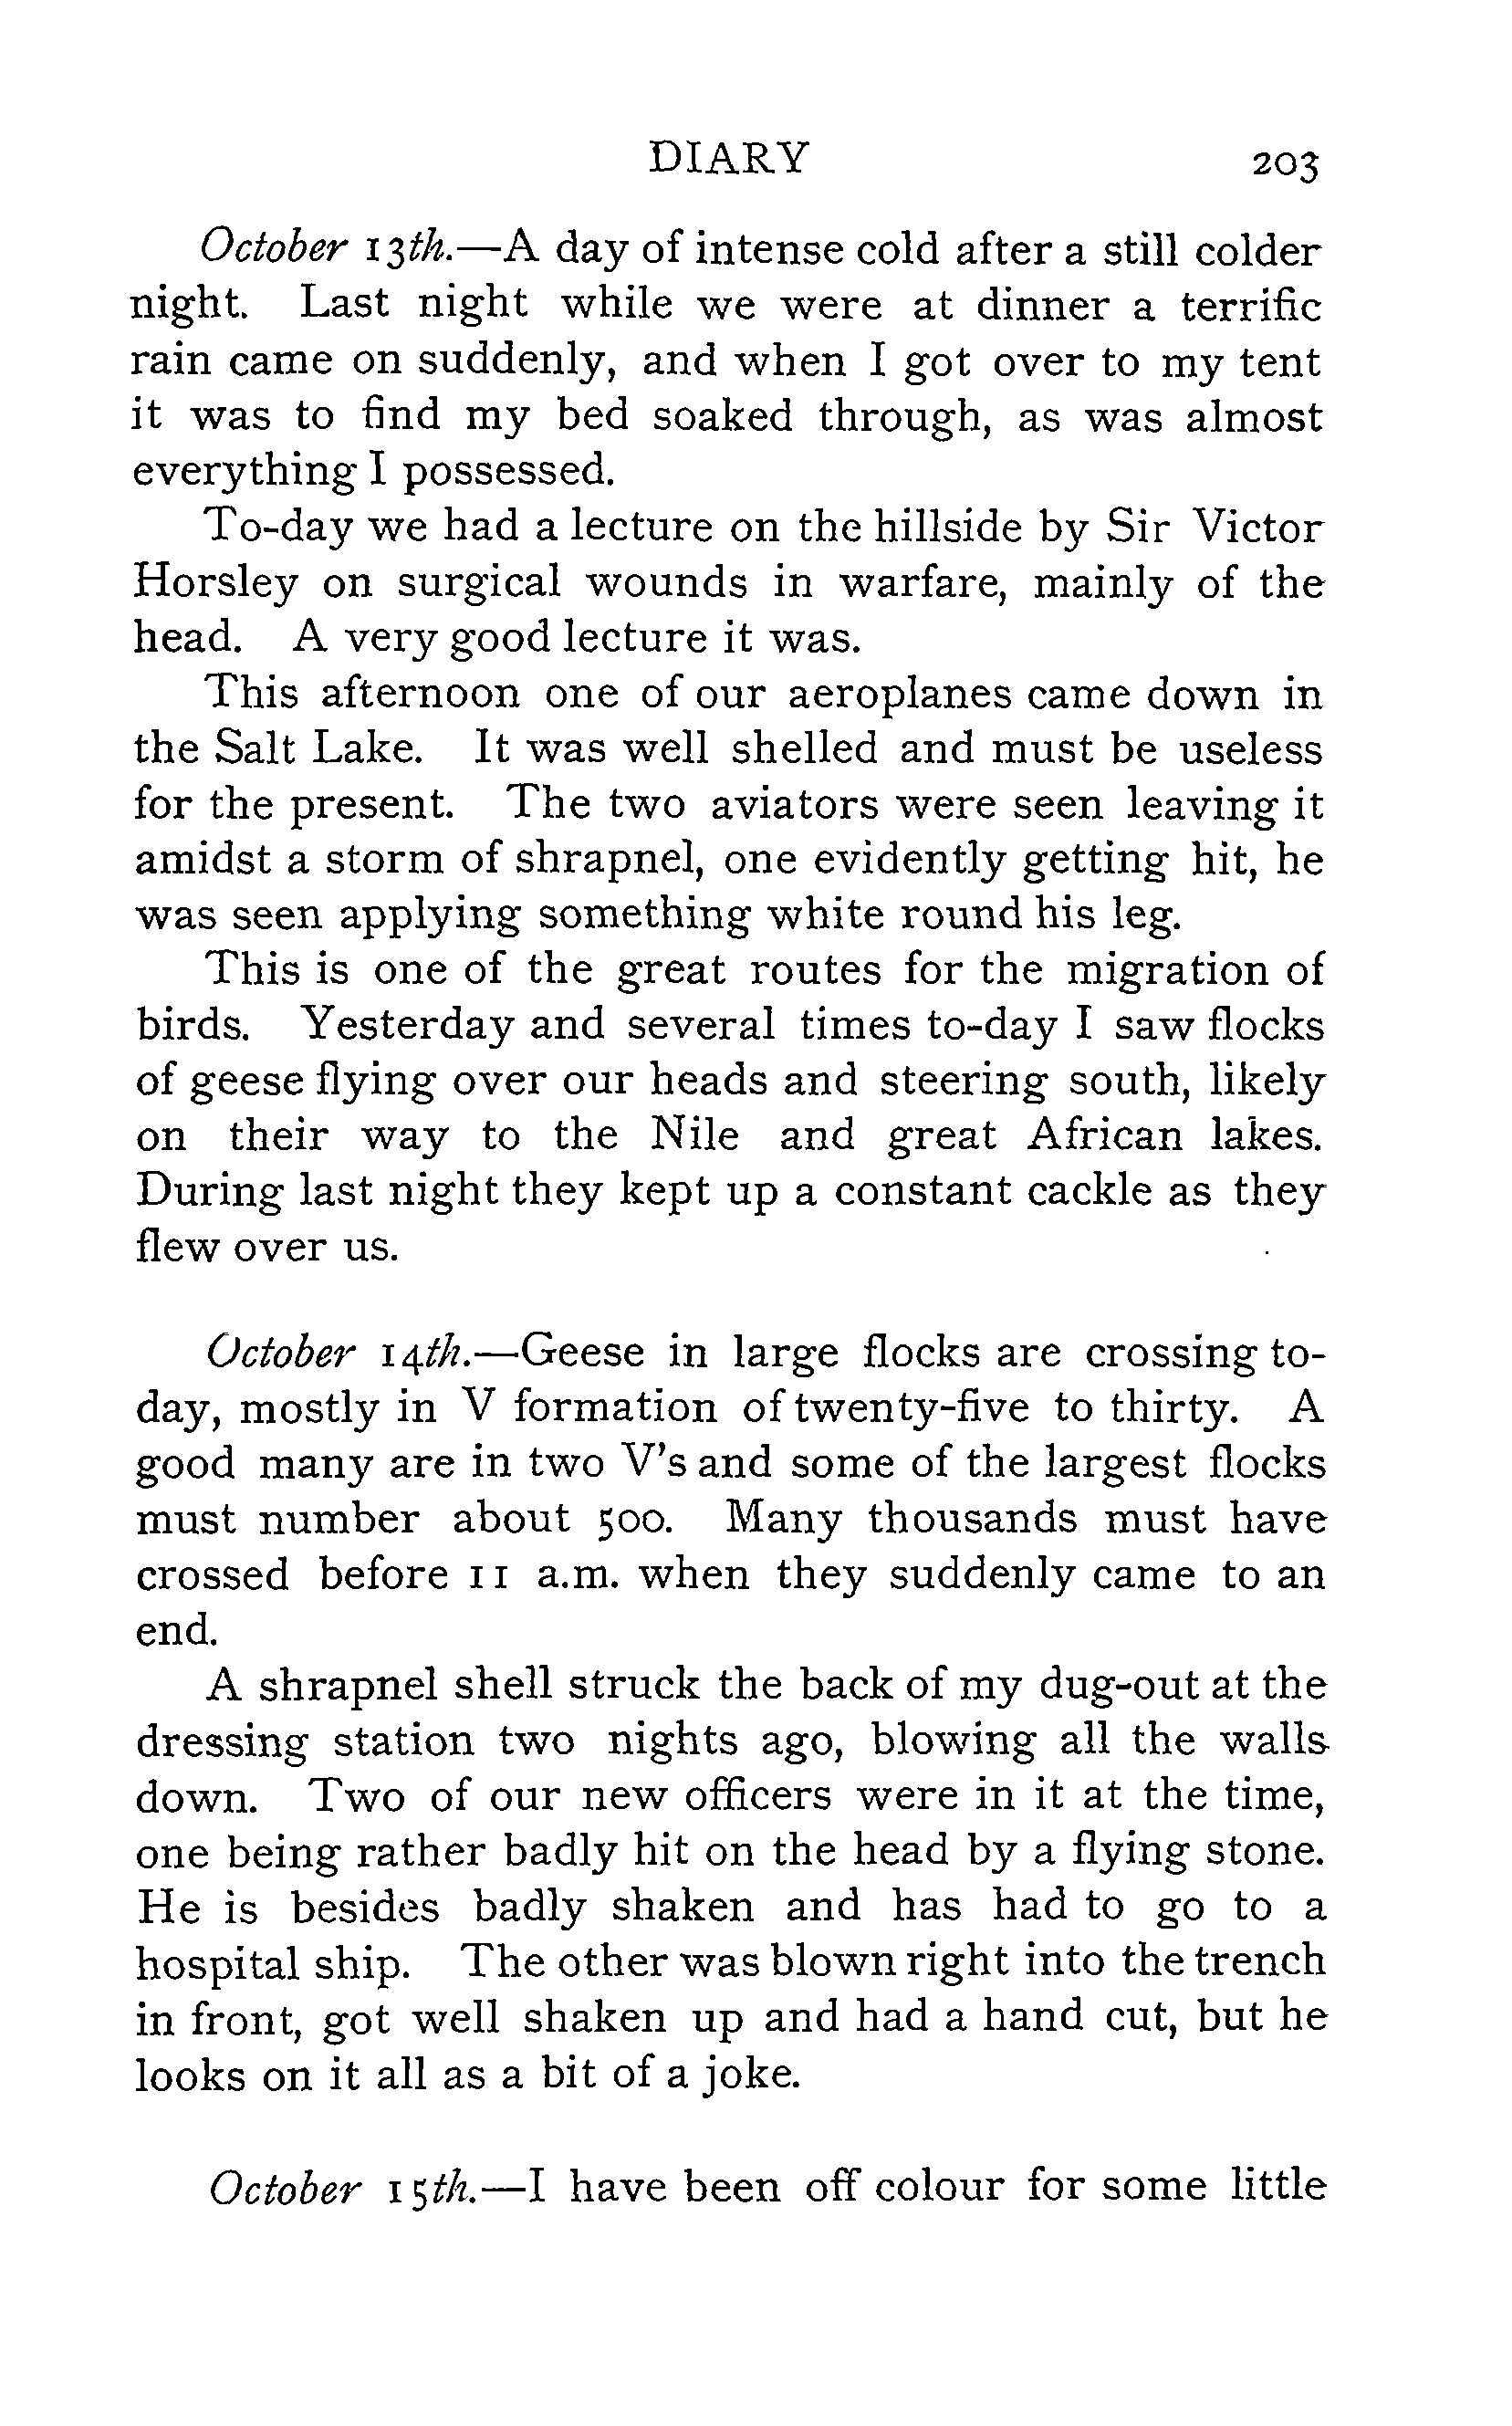 DIARY 203
October 13th.—A day of intense cold after a still colder
night. Last night while we were at dinner a terrific
rain came on suddenly, and when I got over to my tent
it was to find my bed soaked through, as was almost
everything I possessed.
To-day we had a lecture on the hillside by Sir Victor
Horsley on surgical wounds in warfare, mainly of the
head. A very good lecture it was.
This afternoon one of our aeroplanes came down in
the Salt Lake. It was well shelled and must be useless
for the present. The two aviators were seen leaving it
amidst a storm of shrapnel, one evidently getting hit, he
was seen applying something white round his leg.
This is one of the great routes for the migration of
birds. Yesterday and several times to-day I saw flocks
of geese flying over our heads and steering south, likely
on their way to the Nile and great African lakes.
During last night they kept up a constant cackle as they
flew over us.
October 14th.—Geese in large flocks are crossing to-
day, mostly in V formation of twenty-five to thirty. A
good many are in two V's and some of the largest flocks
must number about 500. Many thousands must have
crossed before 11 a.m. when they suddenly came to an
end.
A shrapnel shell struck the back of my dug-out at the
dressing station two nights ago, blowing all the walls
down. Two of our new officers were in it at the time,
one being rather badly hit on the head by a flying stone.
He is besides badly shaken and has had to go to a
hospital ship. The other was blown right into the trench
in front, got well shaken up and had a hand cut, but he
looks on it all as a bit of a joke.
October 15th.—I have been off colour for some little